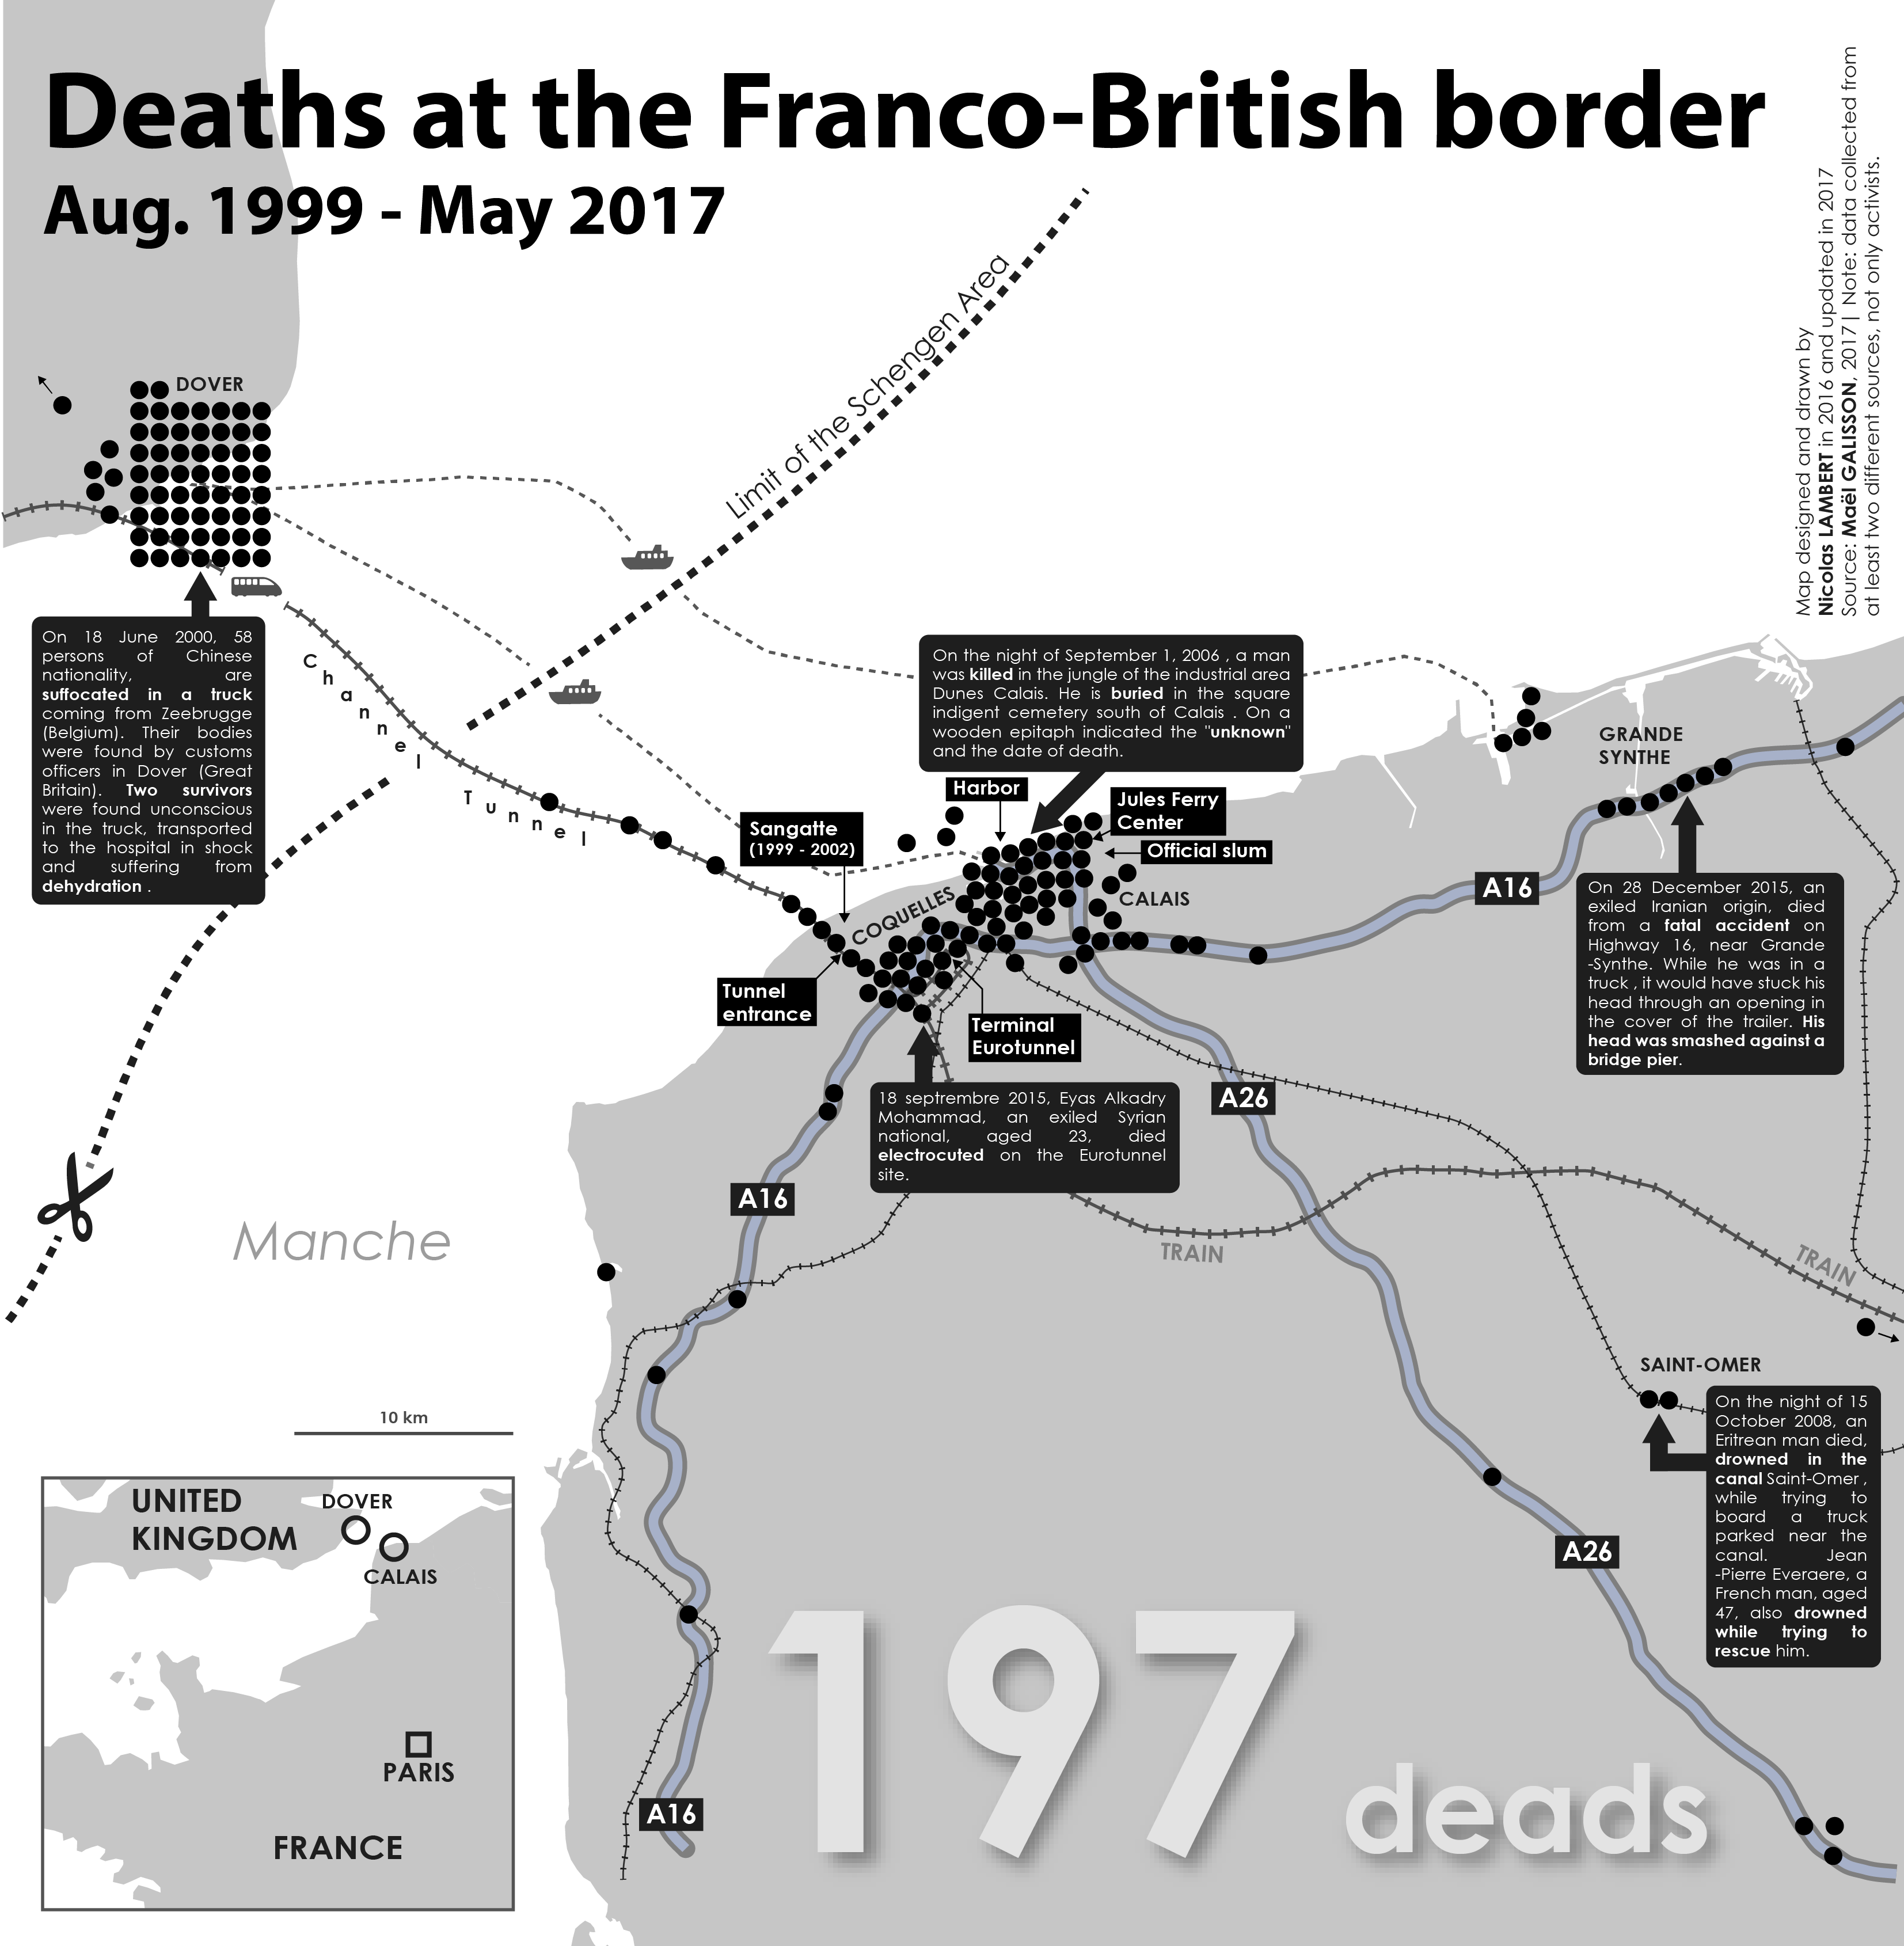 Deaths at the Franco-British border
Aug. 1999 - May 2017
Map designed and drawn by
Nicolas LAMBERT in 2016 and updated in 2017
Source: Maël GALISSON, 2017| Note: data collected from
at least two different sources, not only activists.
Limit of the Schengen Area
DOVER
On 18 June 2000, 58
persons of Chinese
nationality, are
suffocated in a truck
coming from Zeebrugge
(Belgium). Their bodies
were found by customs
officers in Dover (Great
Britain). Two survivors
were found unconscious
in the truck, transported
to the hospital in shock
and suffering from
dehydration .
Channel
Tunnel
On the night of September 1, 2006 , a man
was killed in the jungle of the industrial area
Dunes Calais. He is buried in the square
indigent cemetery south of Calais . On a
wooden epitaph indicated the "unknown"
and the date of death.
Harbor
Jules Ferry
Center
Official slum
Sangatte
(1999 - 2002)
COQUELLES
CALAIS
Tunnel
entrance
Terminal
Eurotunnel
GRANDE
SYNTHE
A16
On 28 December 2015, an
exiled Iranian origin, died
from a fatal accident on
Highway 16, near Grande
-Synthe. While he was in a
truck , it would have stuck his
head through an opening in
the cover of the trailer. His
head was smashed against a
bridge pier.
18 septrembre 2015, Eyas Alkadry
Mohammad, an exiled Syrian
national, aged 23, died
electrocuted on the Eurotunnel
site.
A26
A16
Manche
TRAIN
TRAIN
SAINT-OMER
On the night of 15
October 2008, an
Eritrean man died,
drowned in the
canal Saint-Omer ,
while trying to
board a truck
parked near the
canal. Jean
-Pierre Everaere, a
French man, aged
47, also drowned
while trying to
rescue him.
10 km
UNITED
KINGDOM
DOVER
CALAIS
PARIS
FRANCE
A26
A16
197 deads